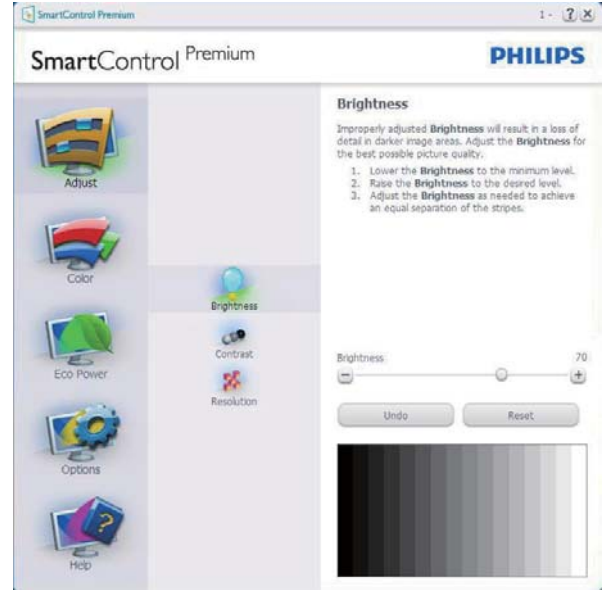 SmartControl Premium
1 - ? X
SmartControl Premium
PHILIPS
Adjust
Color
Eco Power
Options
Help
Brightness
Contrast
Resolution
Brightness
Improperly adjusted Brightness will result in a loss of
detail in darker image areas. Adjust the Brightness for
the best possible picture quality.
1. Lower the Brightness to the minimum level.
2. Raise the Brightness to the desired level.
3. Adjust the Brightness as needed to achieve
an equal separation of the stripes.
Brightness 70
Undo Reset